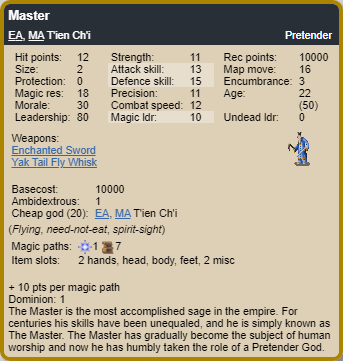 Master
EA, MA T'ien Ch'i Pretender
Hit points: 12 Strength: 11 Rec points: 10000
Size: 2 Attack skill: 13 Map move: 16
Protection: 0 Defence skill: 15 Encumbrance: 3
Magic res: 18 Precision: 11 Age: 22
Morale: 30 Combat speed: 12 (50)
Leadership: 80 Magic ldr: 10 Undead ldr: 0
Weapons:
Enchanted Sword
Yak Tail Fly Whisk
Basecost: 10000
Ambidextrous: 1
Cheap god (20): EA, MA T'ien Ch'i
(Flying, need-not-eat, spirit-sight)
Magic paths: 1 7
Item slots: 2 hands, head, body, feet, 2 misc
+ 10 pts per magic path
Dominion: 1
The Master is the most accomplished sage in the empire. For
centuries his skills have been unequaled, and he is simply known as
The Master. The Master has gradually become the subject of human
worship and now he has humbly taken the role of a Pretender God.